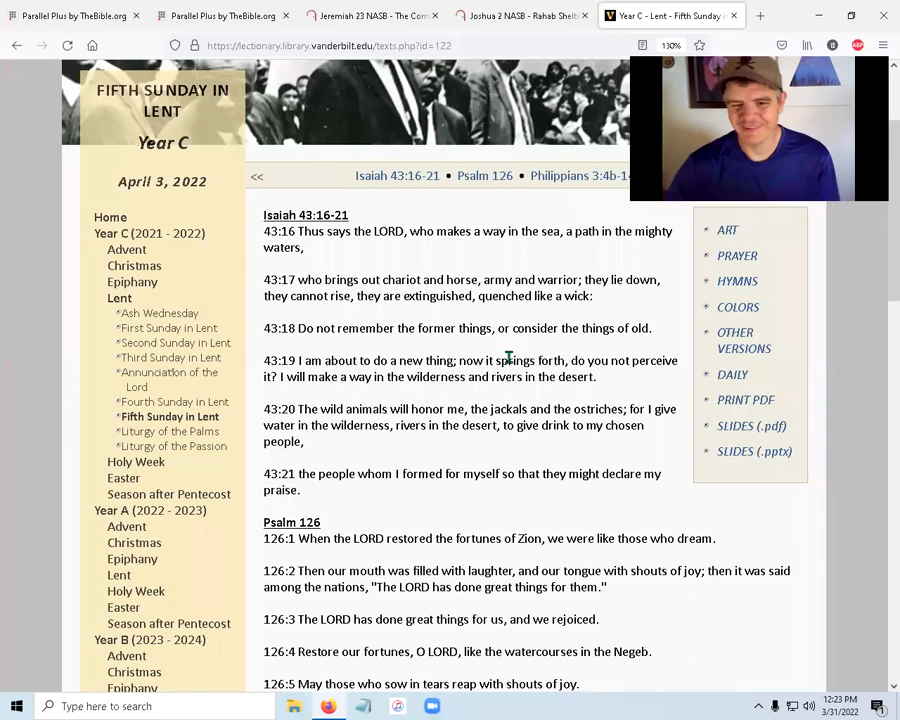 Parallel Plus by TheBible.org
Parallel Plus by TheBible.org
Jeremiah 23 NASB - The Comi
Joshua 2 NASB - Rahab Shelte
Year C - Lent - Fifth Sunday in
https://lectionary.library.vanderbilt.edu/texts.php?id=122
130%
B
ABP
FIFTH SUNDAY IN
LENT
Year C
April 3, 2022
Home
Year C (2021 - 2022)
Advent
Christmas
Epiphany
Lent
Ash Wednesday
First Sunday in Lent
Second Sunday in Lent
Third Sunday in Lent
Annunciation of the
Lord
Fourth Sunday in Lent
Fifth Sunday in Lent
Liturgy of the Palms
Liturgy of the Passion
Holy Week
Easter
Season after Pentecost
Year A (2022 - 2023)
Advent
Christmas
Epiphany
Lent
Holy Week
Easter
Season after Pentecost
Year B (2023 - 2024)
Advent
Christmas
Epiphany
<< Isaiah 43:16-21 • Psalm 126 • Philippians 3:4b-14
Isaiah 43:16-21
43:16 Thus says the LORD, who makes a way in the sea, a path in the mighty
waters,
43:17 who brings out chariot and horse, army and warrior; they lie down,
they cannot rise, they are extinguished, quenched like a wick:
43:18 Do not remember the former things, or consider the things of old.
43:19 I am about to do a new thing; now it springs forth, do you not perceive
it? I will make a way in the wilderness and rivers in the desert.
43:20 The wild animals will honor me, the jackals and the ostriches; for I give
water in the wilderness, rivers in the desert, to give drink to my chosen
people,
43:21 the people whom I formed for myself so that they might declare my
praise.
Psalm 126
126:1 When the LORD restored the fortunes of Zion, we were like those who dream.
126:2 Then our mouth was filled with laughter, and our tongue with shouts of joy; then it was said
among the nations, "The LORD has done great things for them."
126:3 The LORD has done great things for us, and we rejoiced.
126:4 Restore our fortunes, O LORD, like the watercourses in the Negeb.
126:5 May those who sow in tears reap with shouts of joy.
ART
PRAYER
HYMNS
COLORS
OTHER
VERSIONS
DAILY
PRINT PDF
SLIDES (.pdf)
SLIDES (.pptx)
Type here to search
12:23 PM
3/31/2022